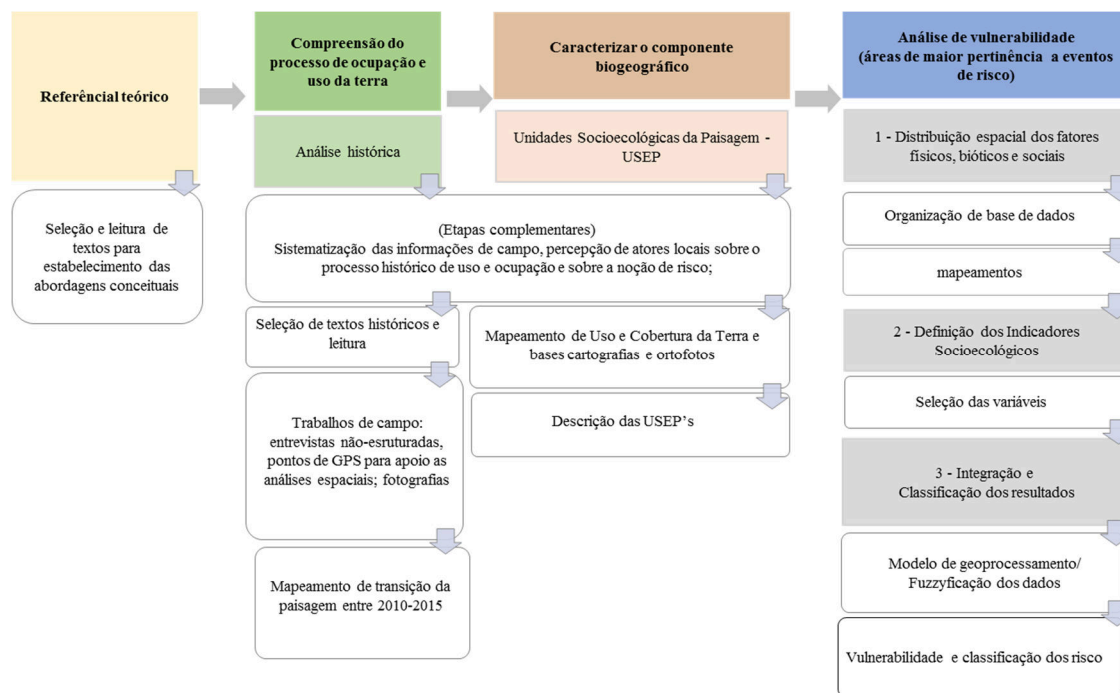 Referêncial teórico
Seleção e leitura de
textos para
estabelecimento das
abordagens conceituais
Compreensão do
processo de ocupação e
uso da terra
Análise histórica
Caracterizar o componente
biogeográfico
Unidades Socioecológicas da Paisagem -
USEP
(Etapas complementares)
Sistematização das informações de campo, percepção de atores locais sobre o
processo histórico de uso e ocupação e sobre a noção de risco;
Seleção de textos históricos e
leitura
Trabalhos de campo:
entrevistas não-esruturadas,
pontos de GPS para apoio as
análises espaciais; fotografias
Mapeamento de transição da
paisagem entre 2010-2015
Mapeamento de Uso e Cobertura da Terra e
bases cartografias e ortofotos
Descrição das USEP’s
Análise de vulnerabilidade
(áreas de maior pertinência a eventos
de risco)
1 - Distribuição espacial dos fatores
físicos, bióticos e sociais
Organização de base de dados
mapeamentos
2 - Definição dos Indicadores
Socioecológicos
Seleção das variáveis
3 - Integração e
Classificação dos resultados
Modelo de geoprocessamento/
Fuzzyficação dos dados
Vulnerabilidade e classificação dos risco